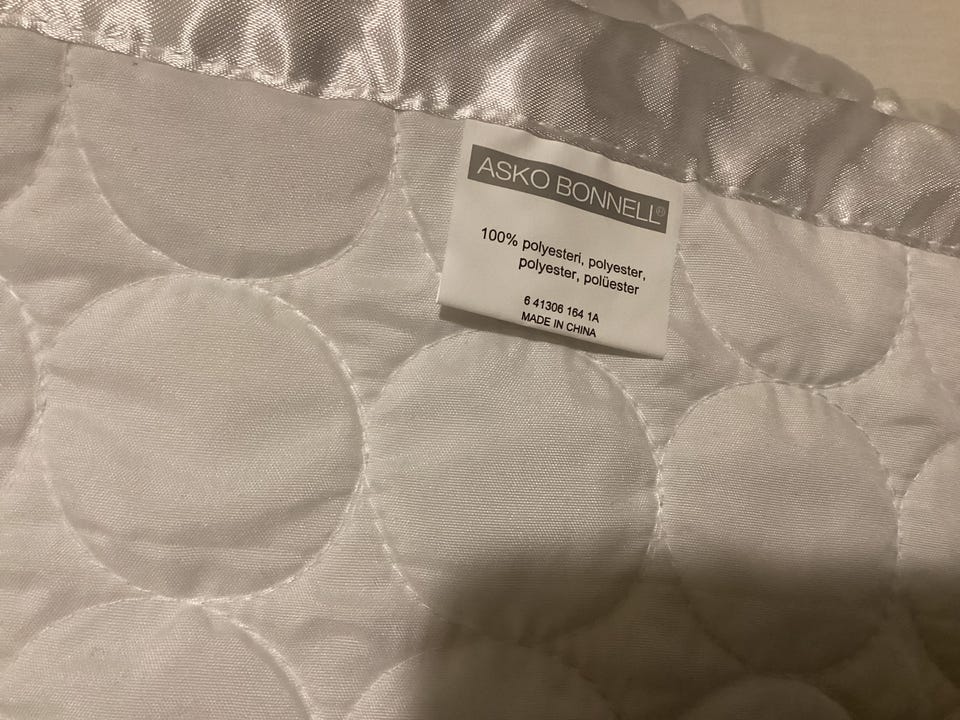 ASKO BONNELL®
100% polyesteri, polyester,
polyester, polüester
6 41306 164 1A
MADE IN CHINA